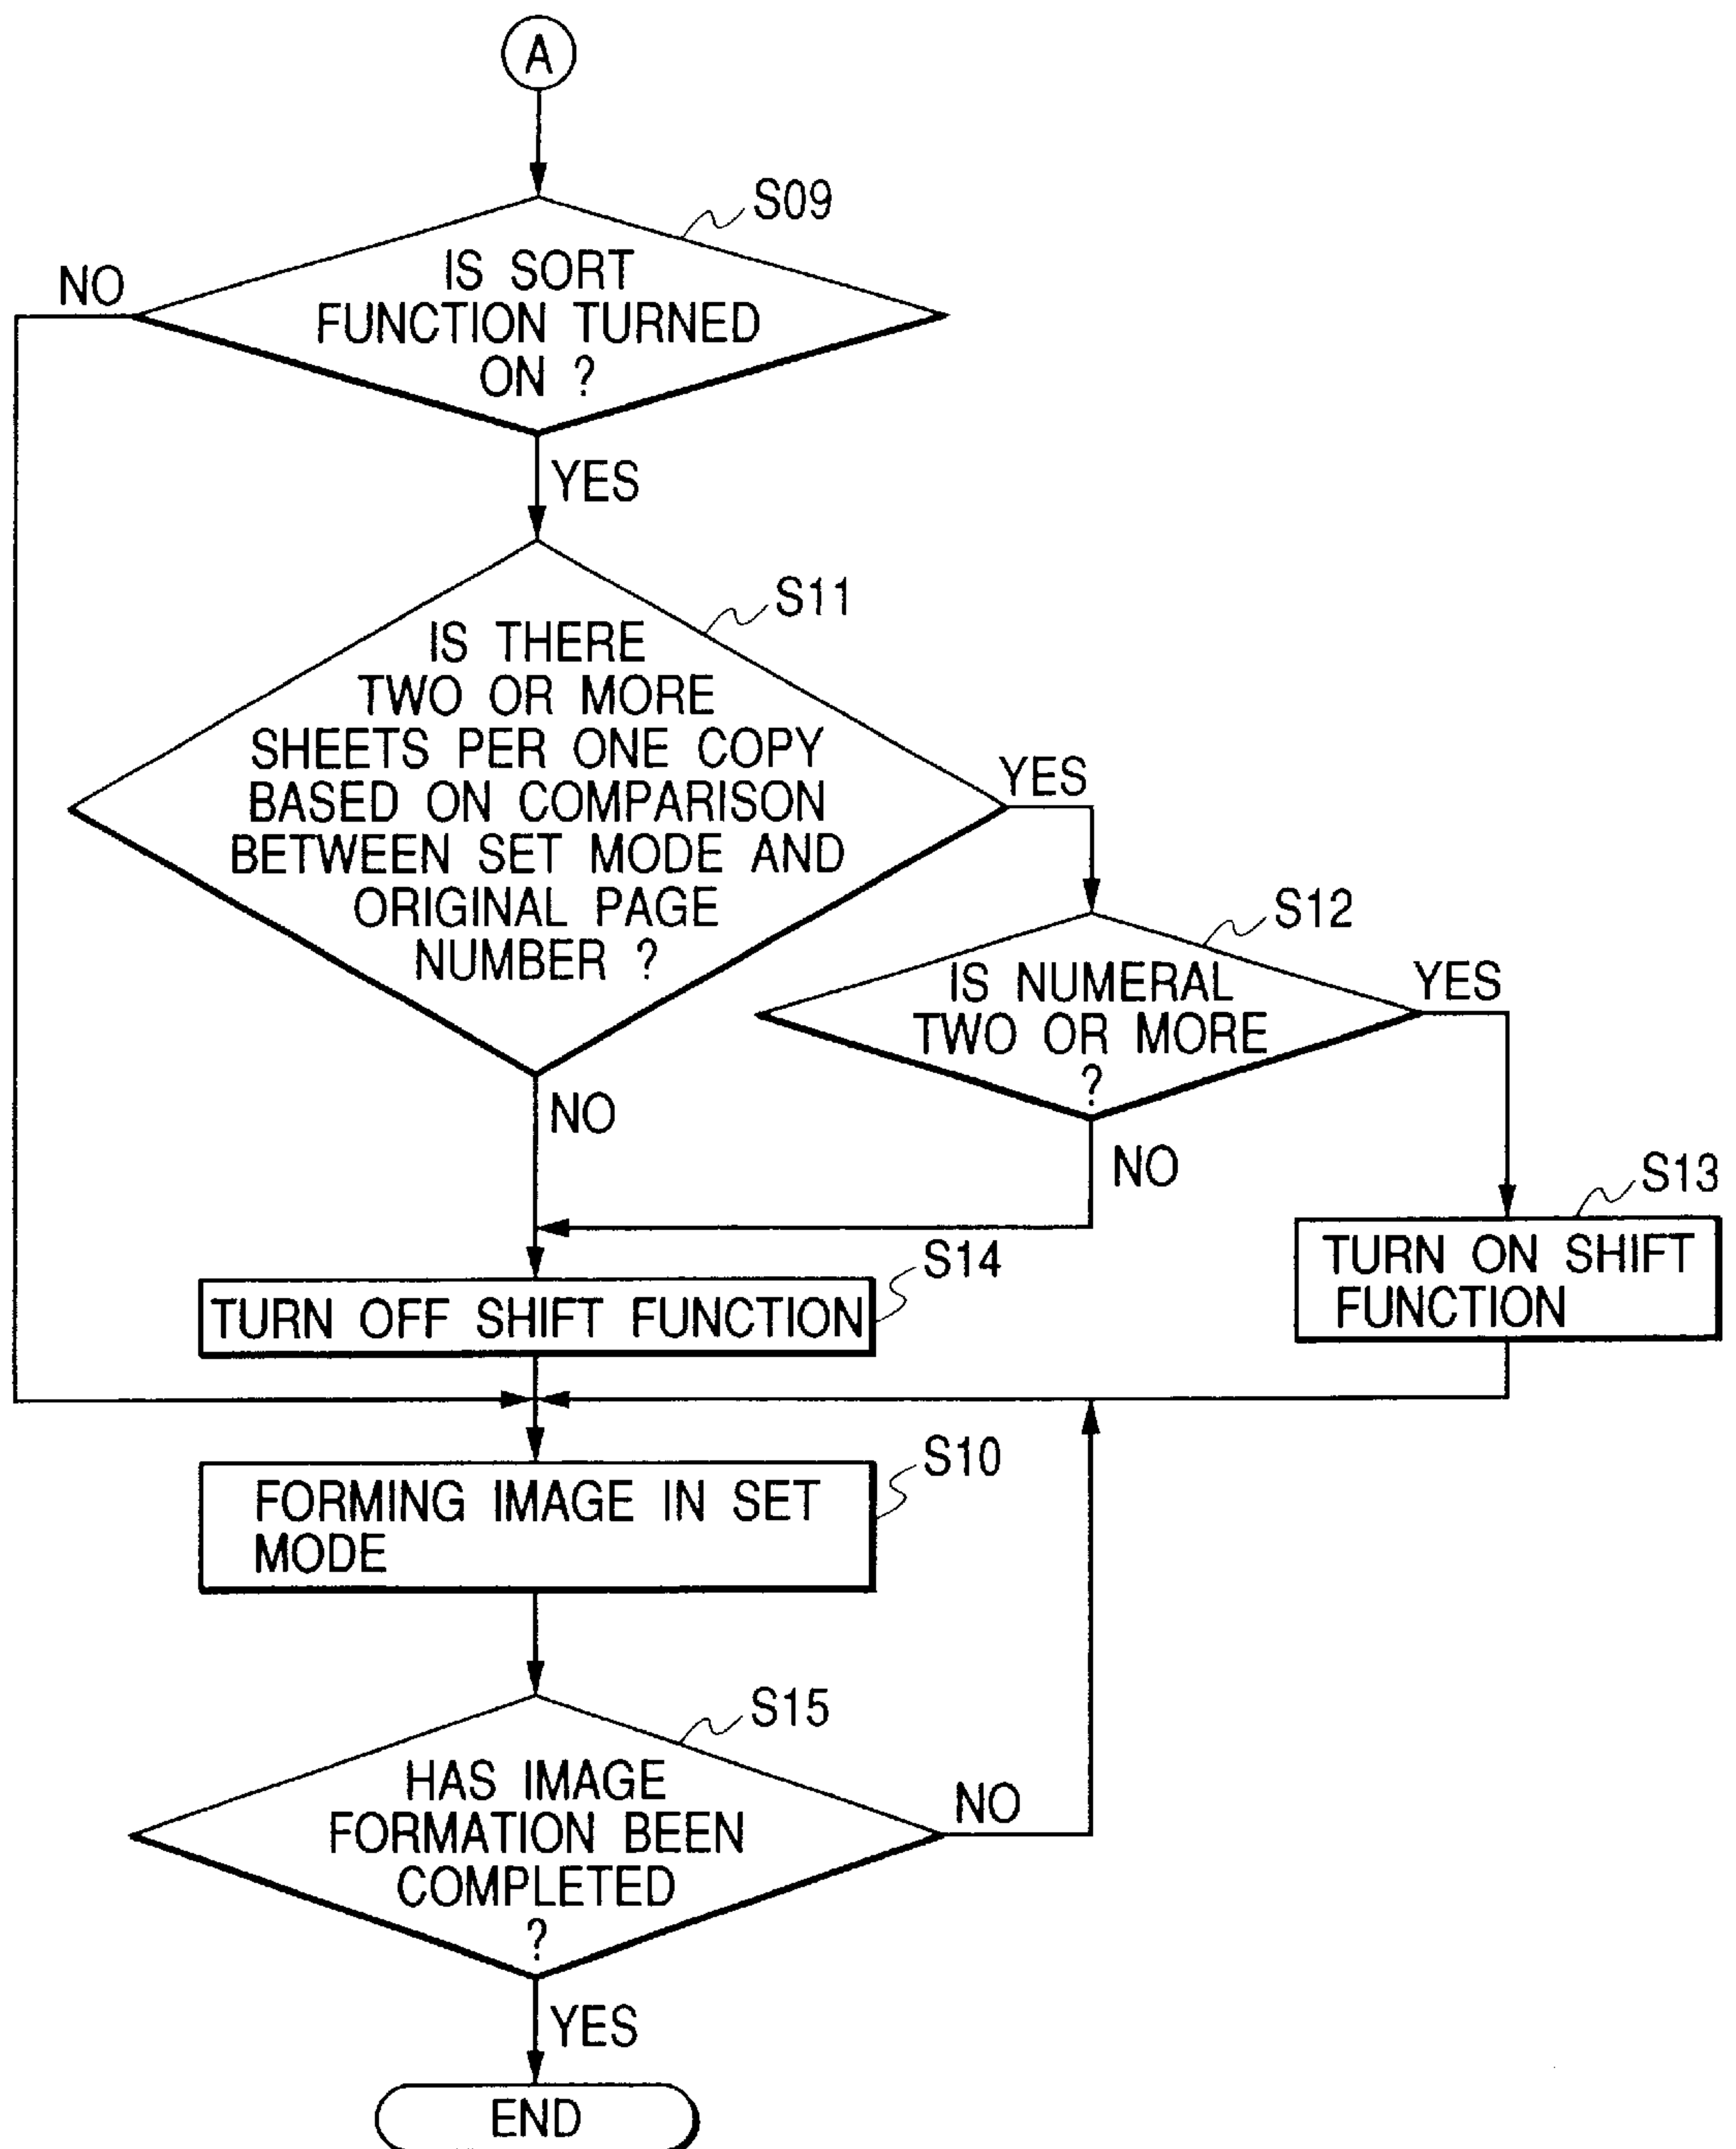 A
S09
IS SORT
FUNCTION TURNED
ON ?
NO
YES
S11
IS THERE
TWO OR MORE
SHEETS PER ONE COPY
BASED ON COMPARISON
BETWEEN SET MODE AND
ORIGINAL PAGE
NUMBER ?
YES
NO
S12
IS NUMERAL
TWO OR MORE
?
YES
NO
S13
TURN ON SHIFT
FUNCTION
S14
TURN OFF SHIFT FUNCTION
S10
FORMING IMAGE IN SET
MODE
S15
HAS IMAGE
FORMATION BEEN
COMPLETED
?
NO
YES
END